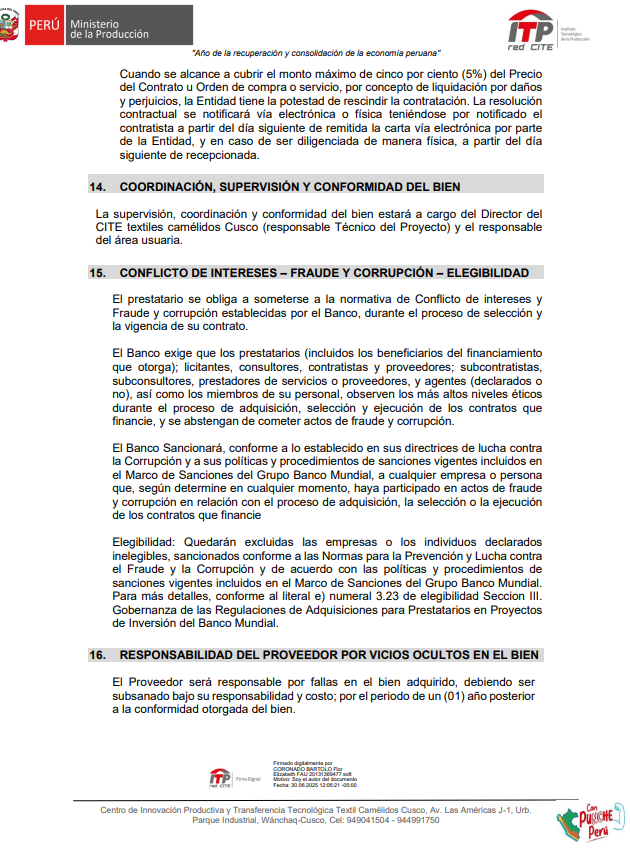 PERÚ Ministerio
de la Producción
ITP
red CITE
Instituto
Tecnológico
de la Producción
"Año de la recuperación y consolidación de la economía peruana"
Cuando se alcance a cubrir el monto máximo de cinco por ciento (5%) del Precio
del Contrato u Orden de compra o servicio, por concepto de liquidación por daños
y perjuicios, la Entidad tiene la potestad de rescindir la contratación. La resolución
contractual se notificará vía electrónica o física teniéndose por notificado el
contratista a partir del día siguiente de remitida la carta vía electrónica por parte
de la Entidad, y en caso de ser diligenciada de manera física, a partir del día
siguiente de recepcionada.
14. COORDINACIÓN, SUPERVISIÓN Y CONFORMIDAD DEL BIEN
La supervisión, coordinación y conformidad del bien estará a cargo del Director del
CITE textiles camélidos Cusco (responsable Técnico del Proyecto) y el responsable
del área usuaria.
15. CONFLICTO DE INTERESES – FRAUDE Y CORRUPCIÓN – ELEGIBILIDAD
El prestatario se obliga a someterse a la normativa de Conflicto de intereses y
Fraude y corrupción establecidas por el Banco, durante el proceso de selección y
la vigencia de su contrato.
El Banco exige que los prestatarios (incluidos los beneficiarios del financiamiento
que otorga); licitantes, consultores, contratistas y proveedores; subcontratistas,
subconsultores, prestadores de servicios o proveedores, y agentes (declarados o
no), así como los miembros de su personal, observen los más altos niveles éticos
durante el proceso de adquisición, selección y ejecución de los contratos que
financie, y se abstengan de cometer actos de fraude y corrupción.
El Banco Sancionará, conforme a lo establecido en sus directrices de lucha contra
la Corrupción y a sus políticas y procedimientos de sanciones vigentes incluidos en
el Marco de Sanciones del Grupo Banco Mundial, a cualquier empresa o persona
que, según determine en cualquier momento, haya participado en actos de fraude
y corrupción en relación con el proceso de adquisición, la selección o la ejecución
de los contratos que financie
Elegibilidad: Quedarán excluidas las empresas o los individuos declarados
inelegibles, sancionados conforme a las Normas para la Prevención y Lucha contra
el Fraude y la Corrupción y de acuerdo con las políticas y procedimientos de
sanciones vigentes incluidos en el Marco de Sanciones del Grupo Banco Mundial.
Para más detalles, conforme al literal e) numeral 3.23 de elegibilidad Seccion III.
Gobernanza de las Regulaciones de Adquisiciones para Prestatarios en Proyectos
de Inversión del Banco Mundial.
16. RESPONSABILIDAD DEL PROVEEDOR POR VICIOS OCULTOS EN EL BIEN
El Proveedor será responsable por fallas en el bien adquirido, debiendo ser
subsanado bajo su responsabilidad y costo; por el periodo de un (01) año posterior
a la conformidad otorgada del bien.
ITP
red CITE
Firma Digital
Firmado digitalmente por
CORONADO BARTOLO Flor
Elizabeth FAU 20131369477 soft
Motivo: Soy el autor del documento
Fecha: 30.06.2025 12:06:21 -05:00
Centro de Innovación Productiva y Transferencia Tecnológica Textil Camélidos Cusco, Av. Las Américas J-1, Urb.
Parque Industrial, Wánchaq-Cusco, Cel: 949041504 - 944991750
Con
PUNCHE
Perú